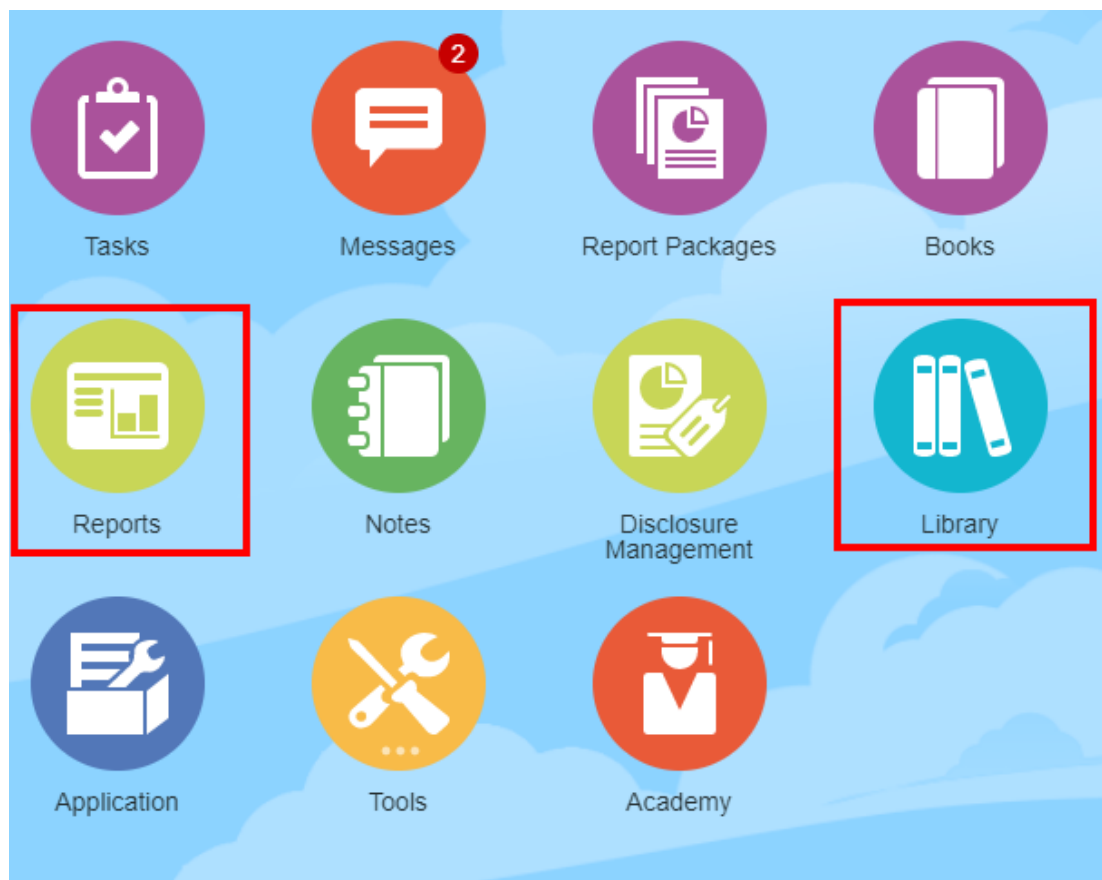 2
Tasks
Messages
Report Packages
Books
Reports
Notes
Disclosure
Management
Library
Application
Tools
Academy